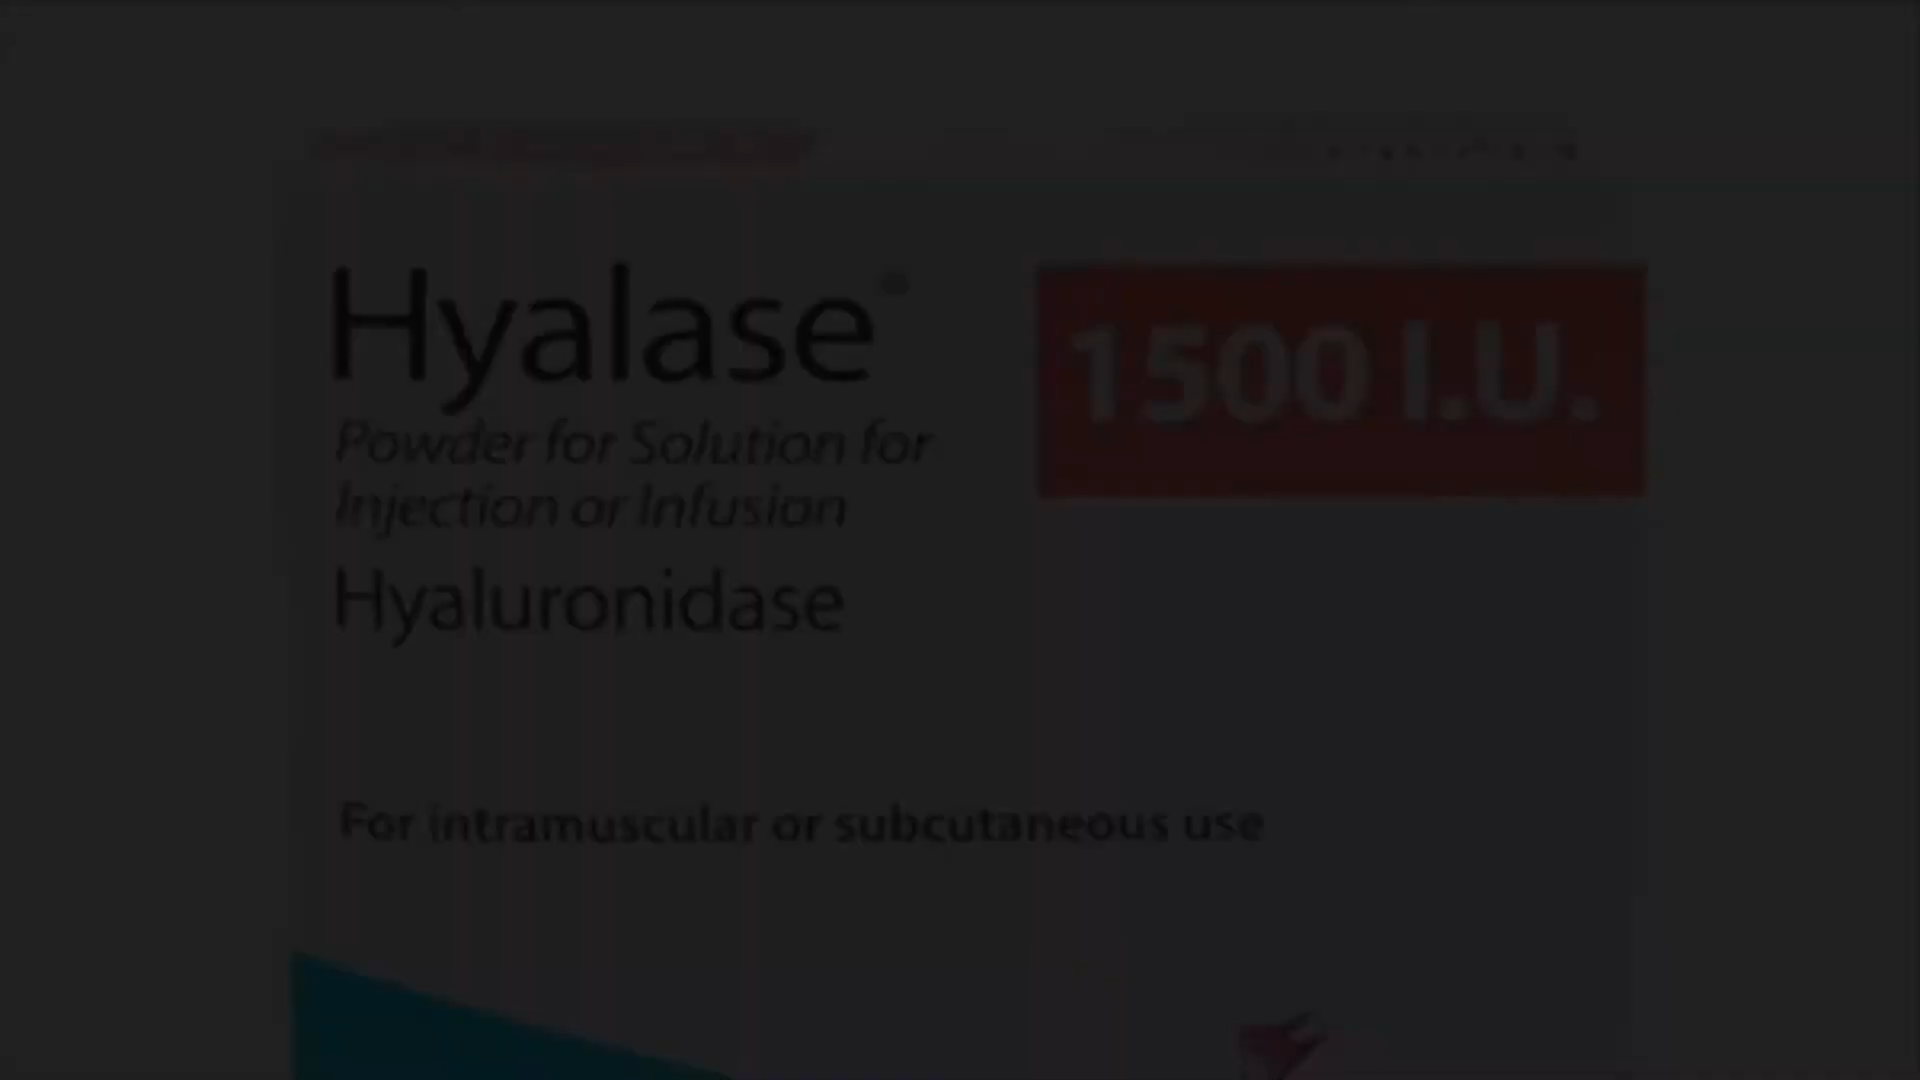 Hyalase
1500 I.U.
Powder for Solution for
Injection or Infusion
Hyaluronidase
For intramuscular or subcutaneous use